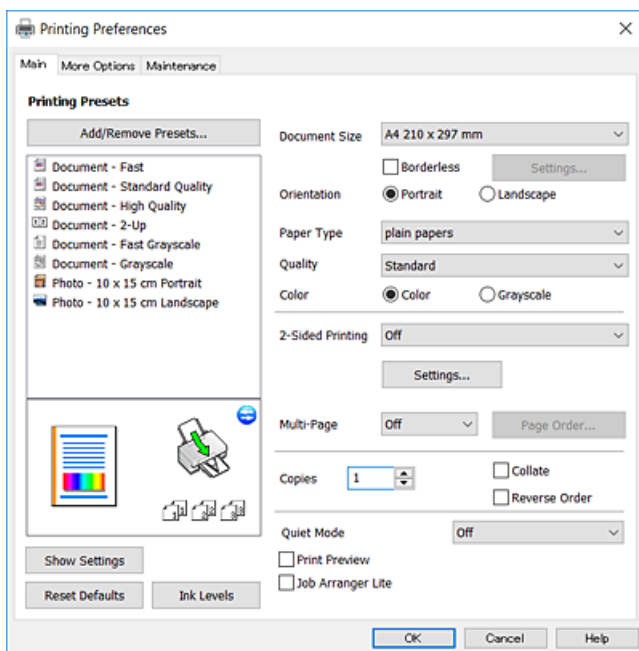 Printing Preferences
Main More Options Maintenance
Printing Presets
Add/Remove Presets...
Document - Fast
Document - Standard Quality
Document - High Quality
Document - 2-Up
Document - Fast Grayscale
Document - Grayscale
Photo - 10 x 15 cm Portrait
Photo - 10 x 15 cm Landscape
Show Settings
Reset Defaults Ink Levels
Document Size A4 210 x 297 mm
Borderless Settings...
Orientation Portrait Landscape
Paper Type plain papers
Quality Standard
Color Color Grayscale
2-Sided Printing Off
Settings...
Multi-Page Off Page Order...
Copies 1 Collate
Reverse Order
Quiet Mode Off
Print Preview
Job Arranger Lite
OK Cancel Help